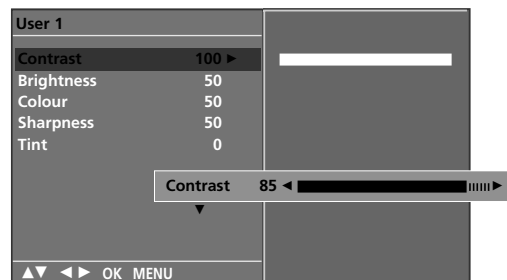 User 1
Contrast 100 ►
Brightness 50
Colour 50
Sharpness 50
Tint 0
Contrast 85 ◄ ►
▼
▲▼ ◄► OK MENU